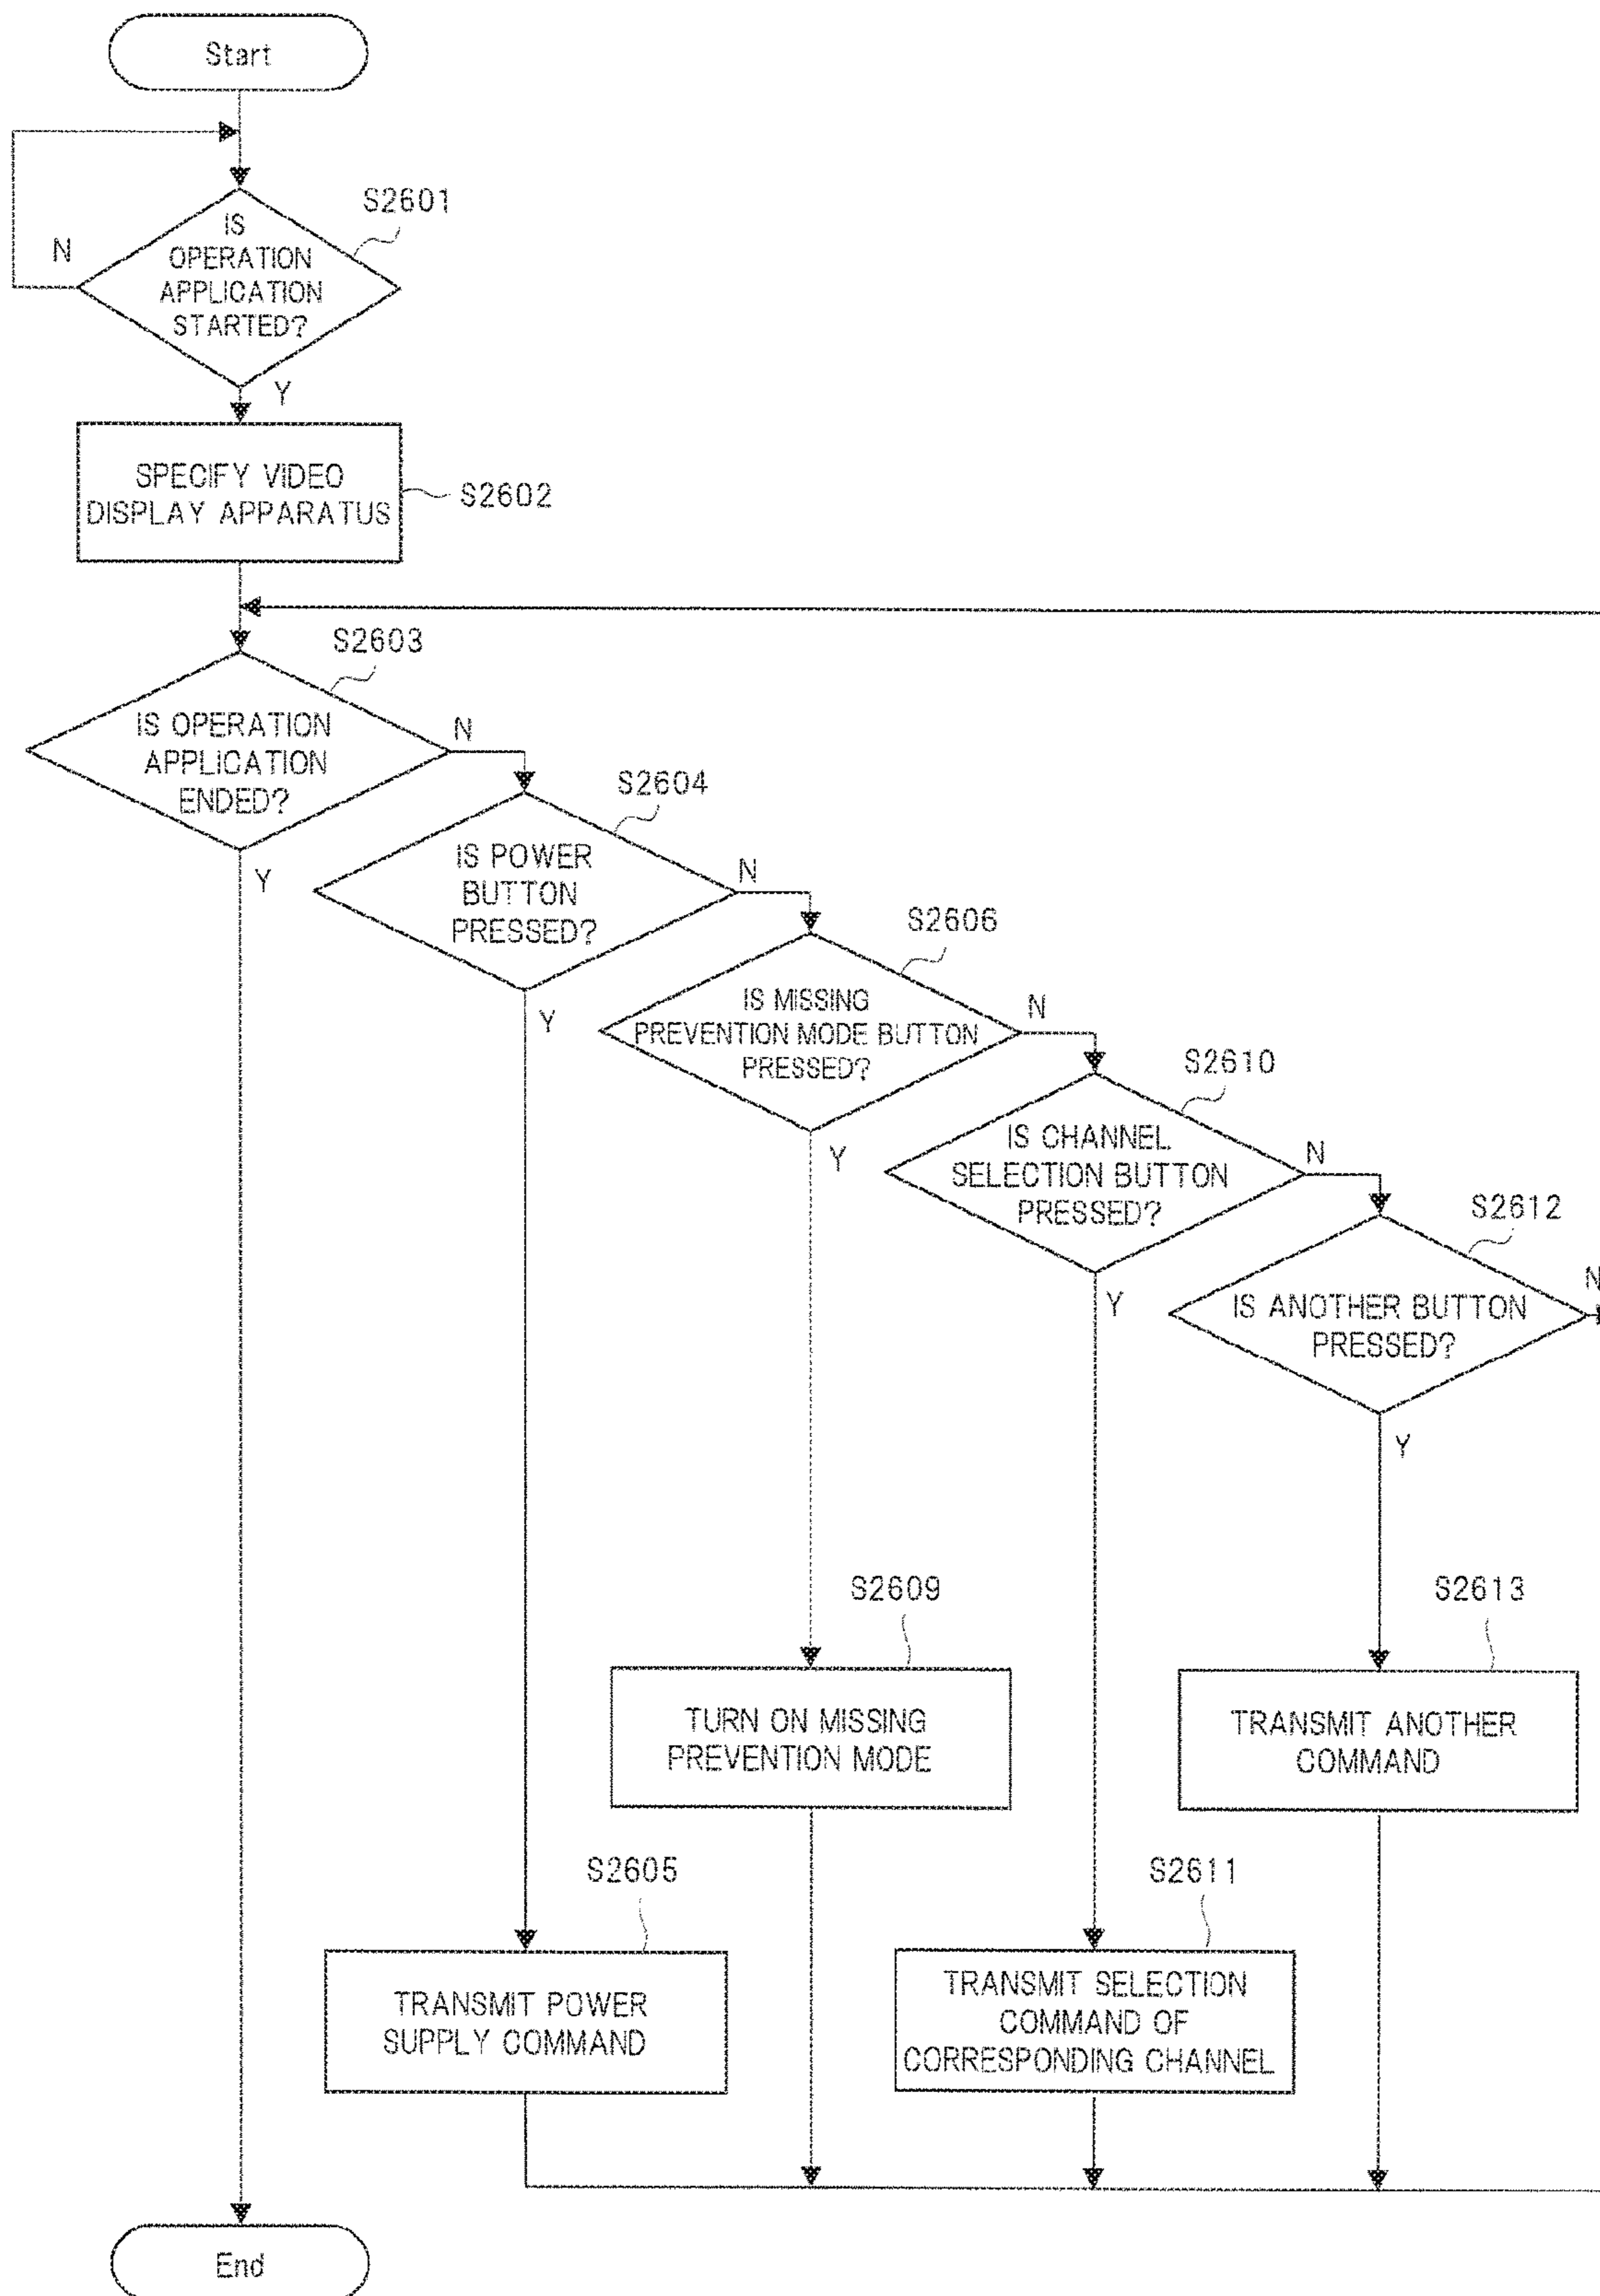 Start
S2601
N
IS
OPERATION
APPLICATION
STARTED?
Y
SPECIFY VIDEO
DISPLAY APPARATUS
S2602
S2603
IS OPERATION
APPLICATION
ENDED?
N
Y
S2604
IS POWER
BUTTON
PRESSED?
N
Y
S2606
IS MISSING
PREVENTION MODE BUTTON
PRESSED?
N
Y
S2610
IS CHANNEL
SELECTION BUTTON
PRESSED?
N
Y
S2612
IS ANOTHER BUTTON
PRESSED?
N
Y
S2609
TURN ON MISSING
PREVENTION MODE
S2613
TRANSMIT ANOTHER
COMMAND
S2605
TRANSMIT POWER
SUPPLY COMMAND
S2611
TRANSMIT SELECTION
COMMAND OF
CORRESPONDING CHANNEL
End